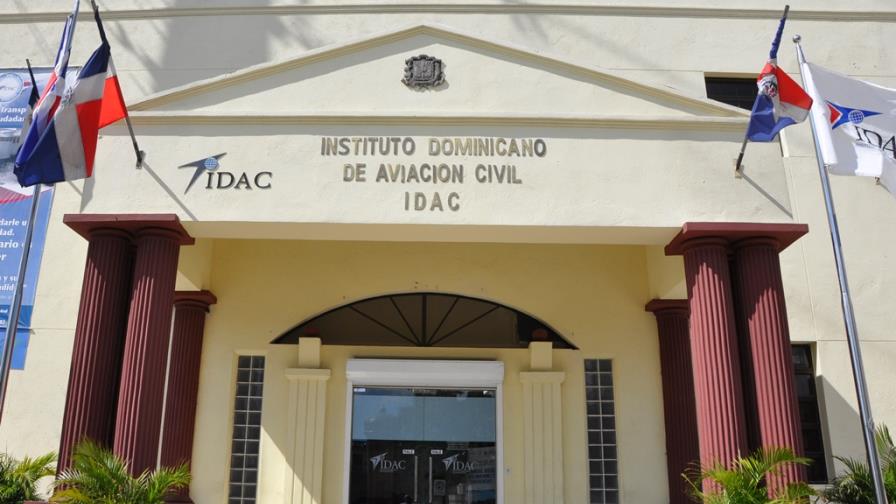 INSTITUTO DOMINICANO
DE AVIACION CIVIL
IDAC
IDAC
IDAC
IDAC